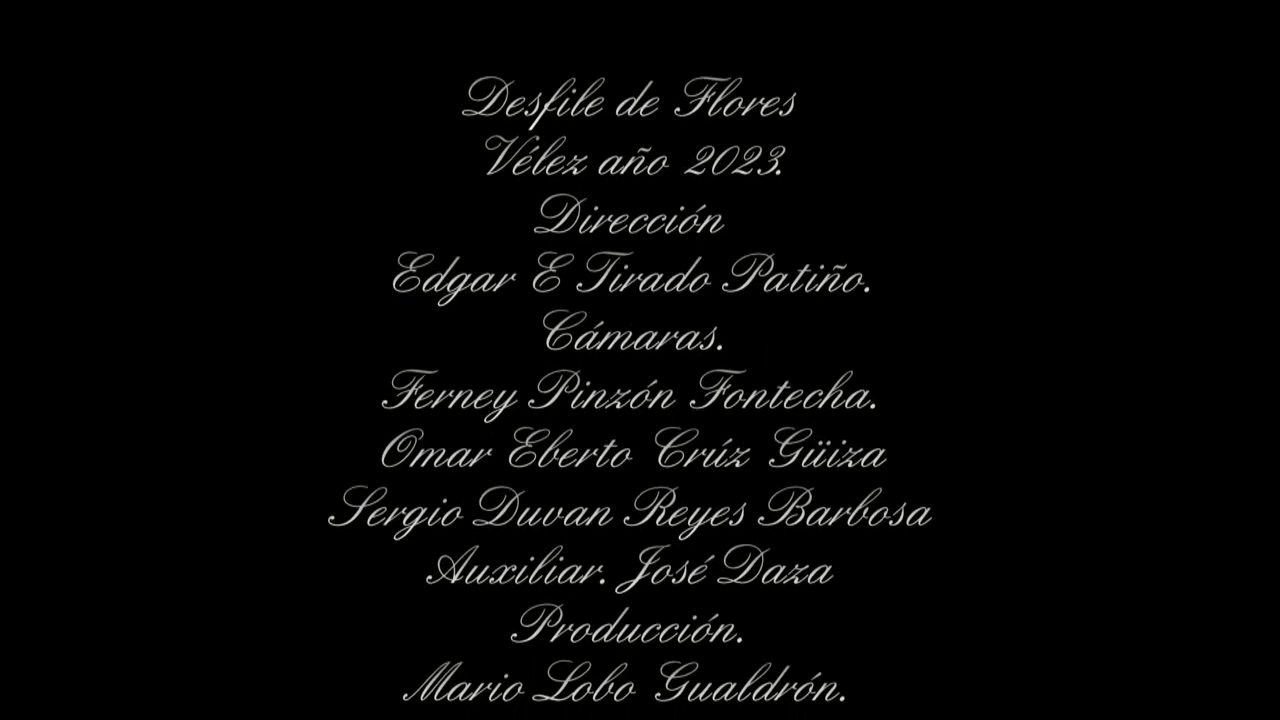 Desfile de Flores
Vélez año 2023.
Dirección
Edgar E Tirado Patiño.
Cámaras.
Ferney Pinzón Fontecha.
Omar Eberto Crúz Güiza
Sergio Duvan Reyes Barbosa
Auxiliar. José Daza
Producción.
Mario Lobo Gualdrón.